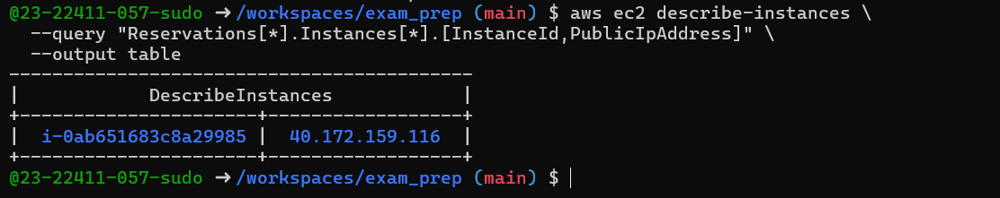 @23-22411-057-sudo ➜ /workspaces/exam_prep (main) $ aws ec2 describe-instances \
  --query "Reservations[*].Instances[*].[InstanceId,PublicIpAddress]" \
  --output table
-------------------------------------------
|            DescribeInstances            |
+----------------------+------------------+
|  i-0ab651683c8a29985 |  40.172.159.116  |
+----------------------+------------------+
@23-22411-057-sudo ➜ /workspaces/exam_prep (main) $